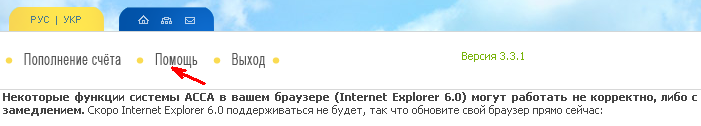 РУС | УКР
Пополнение счёта Помощь Выход Версия 3.3.1
Некоторые функции системы АССА в вашем браузере (Internet Explorer 6.0) могут работать не корректно, либо с
замедлением. Скоро Internet Explorer 6.0 поддерживаться не будет, так что обновите свой браузер прямо сейчас: